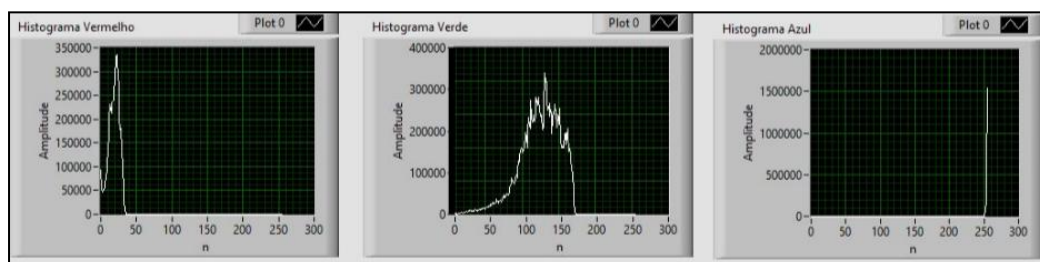 Histograma Vermelho
Plot 0
350000
300000
250000
200000
150000
100000
50000
0
Amplitude
0 50 100 150 200 250 300
n
Histograma Verde
Plot 0
400000
300000
200000
100000
0
Amplitude
0 50 100 150 200 250 300
n
Histograma Azul
Plot 0
2000000
1500000
1000000
500000
0
Amplitude
0 50 100 150 200 250 300
n